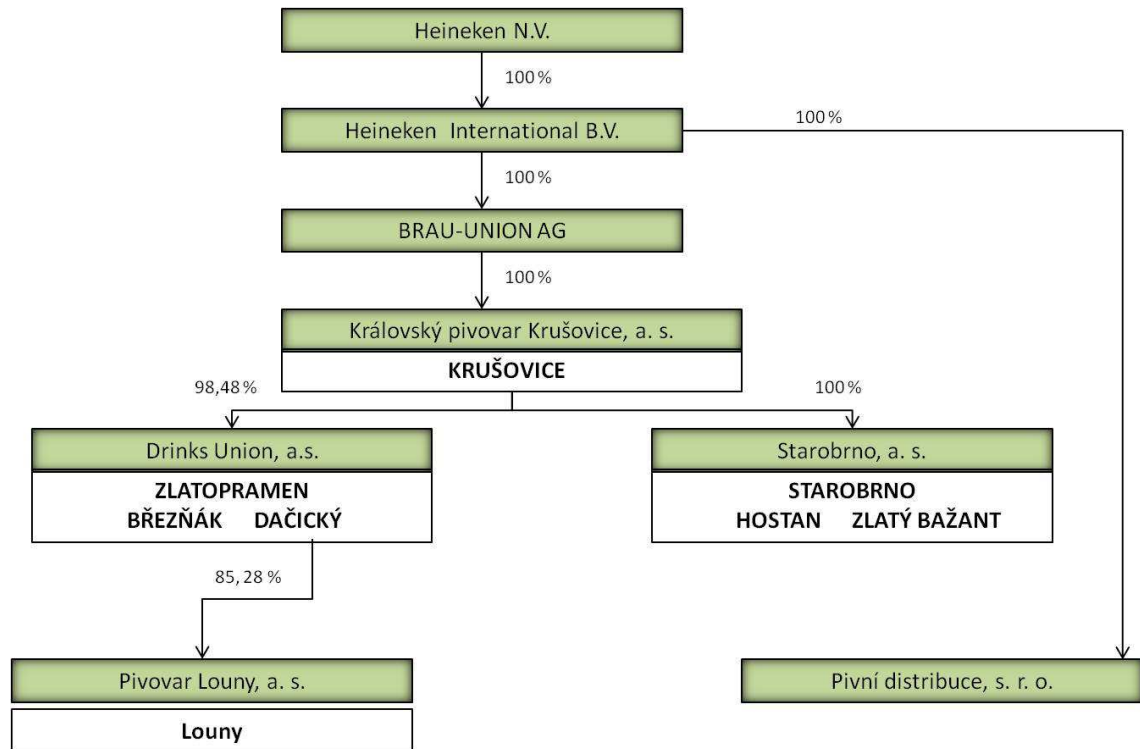 Heineken N.V.
100 %
Heineken International B.V.
100 %
100 %
BRAU-UNION AG
100 %
Královský pivovar Krušovice, a. s.
KRUŠOVICE
98,48 %
100 %
Drinks Union, a.s.
Starobrno, a. s.
ZLATOPRAMEN
BŘEZŇÁK DAČICKÝ
STAROBRNO
HOSTAN ZLATÝ BAŽANT
85, 28 %
Pivovar Louny, a. s.
Pivní distribuce, s. r. o.
Louny